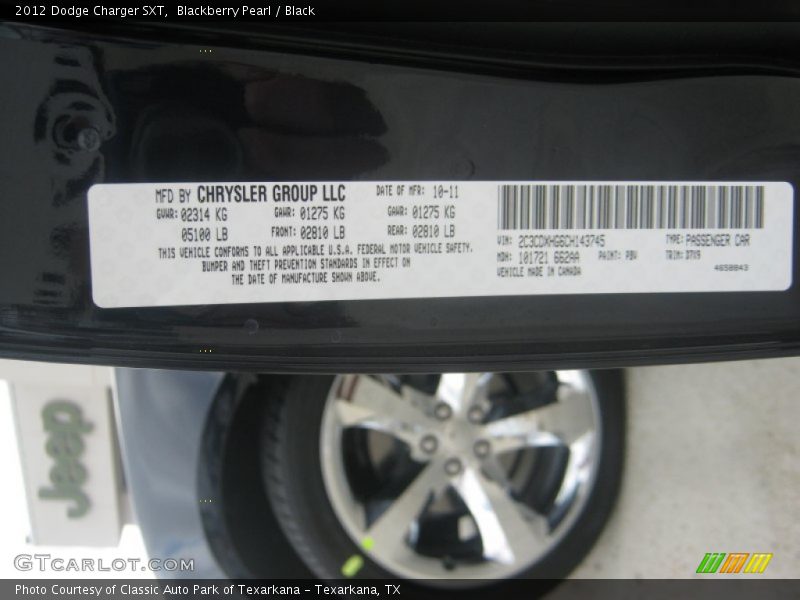 2012 Dodge Charger SXT,  Blackberry Pearl / Black
MFD BY CHRYSLER GROUP LLC
DATE OF MFR: 10-11
GVWR: 02314 KG
GAWR: 01275 KG
GAWR: 01275 KG
05100 LB
FRONT: 02810 LB
REAR: 02810 LB
THIS VEHICLE CONFORMS TO ALL APPLICABLE U.S.A. FEDERAL MOTOR VEHICLE SAFETY.
BUMPER AND THEFT PREVENTION STANDARDS IN EFFECT ON
THE DATE OF MANUFACTURE SHOWN ABOVE.
VIN: 2C3CDXHG6CH143745
TYPE: PASSENGER CAR
MDH: 101721 662AA
PAINT: PBV
TRIM: D7X9
VEHICLE MADE IN CANADA
4658843
Jeep
GTCARLOT.COM
Photo Courtesy of Classic Auto Park of Texarkana – Texarkana, TX